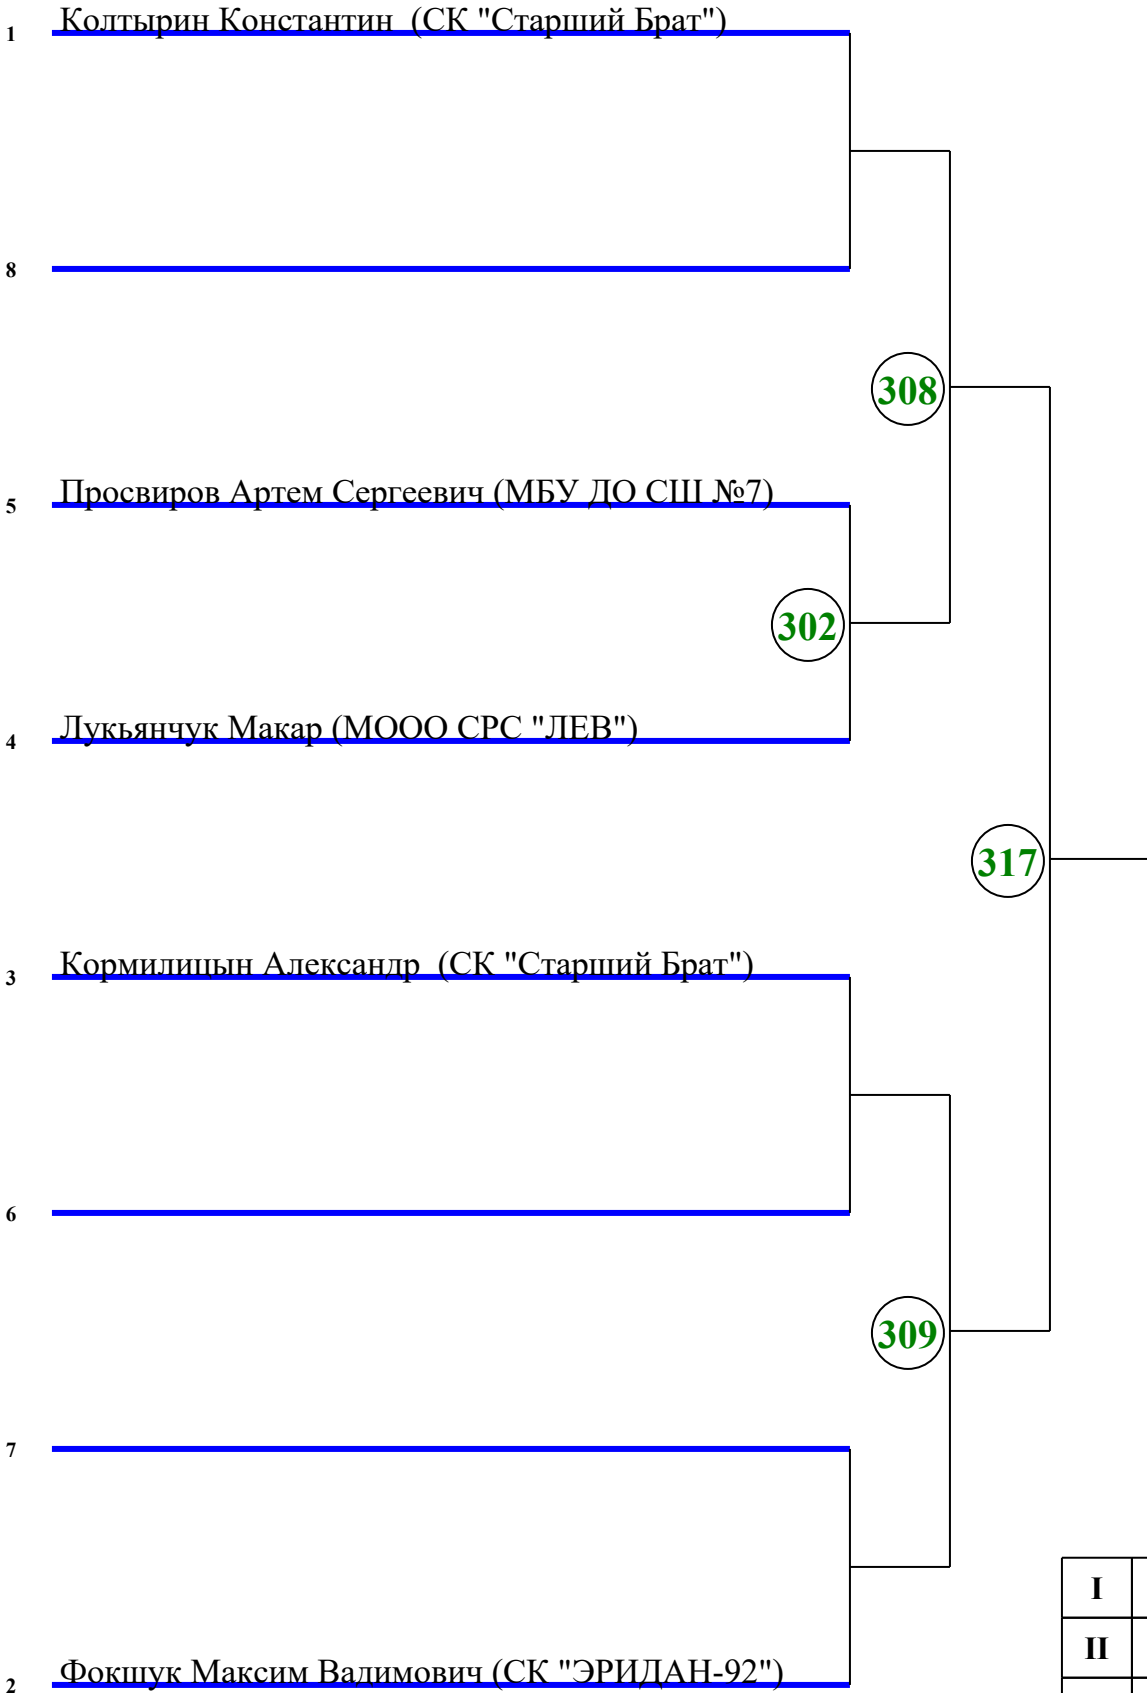 1 Колтырин Константин (СК "Старший Брат")
8
308
5 Просвиров Артем Сергеевич (МБУ ДО СШ №7)
302
4 Лукьянчук Макар (МООО СРС "ЛЕВ")
317
3 Кормилицын Александр (СК "Старший Брат")
6
309
7
I
II
2 Фокшук Максим Вадимович (СК "ЭРИДАН-92")